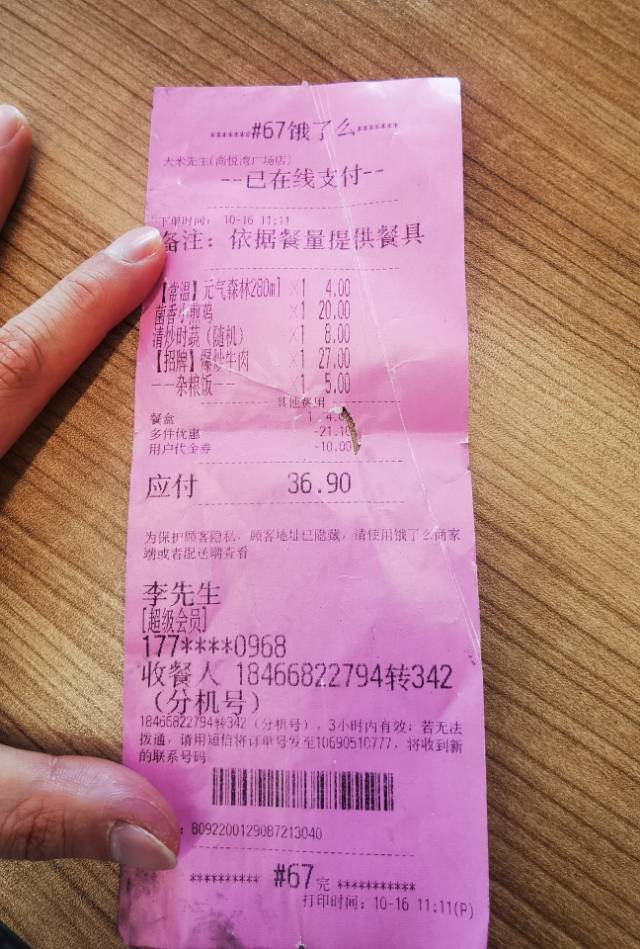 *******#67饿了么*******
大米先生(尚悦湾广场店)
--已在线支付--
下单时间: 10-16 11:11
备注: 依据餐量提供餐具
【常温】元气森林280ml ×1 4.00
菌香小煎鸡 ×1 20.00
清炒时蔬(随机) ×1 8.00
【招牌】爆炒牛肉 ×1 27.00
--杂粮饭-- ×1 5.00
其他费用
餐盒 1 4.00
多件优惠 -21.10
用户代金券 -10.00
应付 36.90
为保护顾客隐私,顾客地址已隐藏,请使用饿了么商家
端或者配送端查看
李先生
[超级会员]
177****0968
收餐人 18466822794转342
(分机号)
18466822794转342(分机号),3小时内有效;若无法
拨通,请用短信将订单号发至10690510777,将收到新
的联系号码
: 8092200129087213040
********** #67完 ***********
打印时间: 10-16 11:11(P)